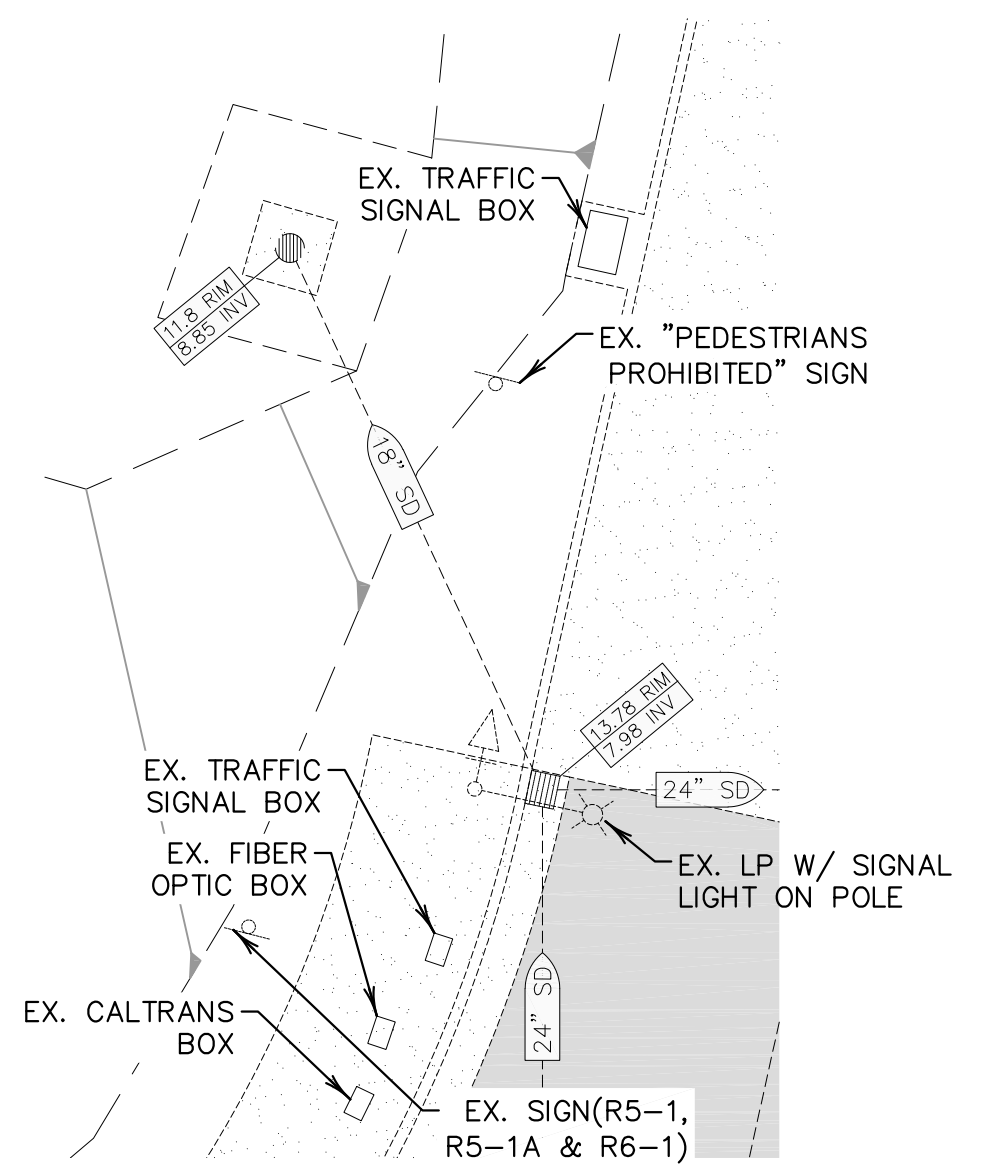 EX. TRAFFIC
SIGNAL BOX
11.8 RIM
8.85 INV
EX. ”PEDESTRIANS
PROHIBITED” SIGN
18” SD
13.78 RIM
7.98 INV
EX. TRAFFIC
SIGNAL BOX
24” SD
EX. FIBER
OPTIC BOX
EX. LP W/ SIGNAL
LIGHT ON POLE
24” SD
EX. CALTRANS
BOX
EX. SIGN(R5-1,
R5-1A & R6-1)